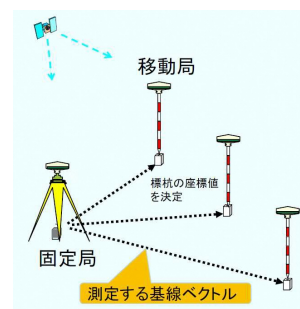 移動局
標杭の座標値
を決定
固定局
測定する基線ベクトル